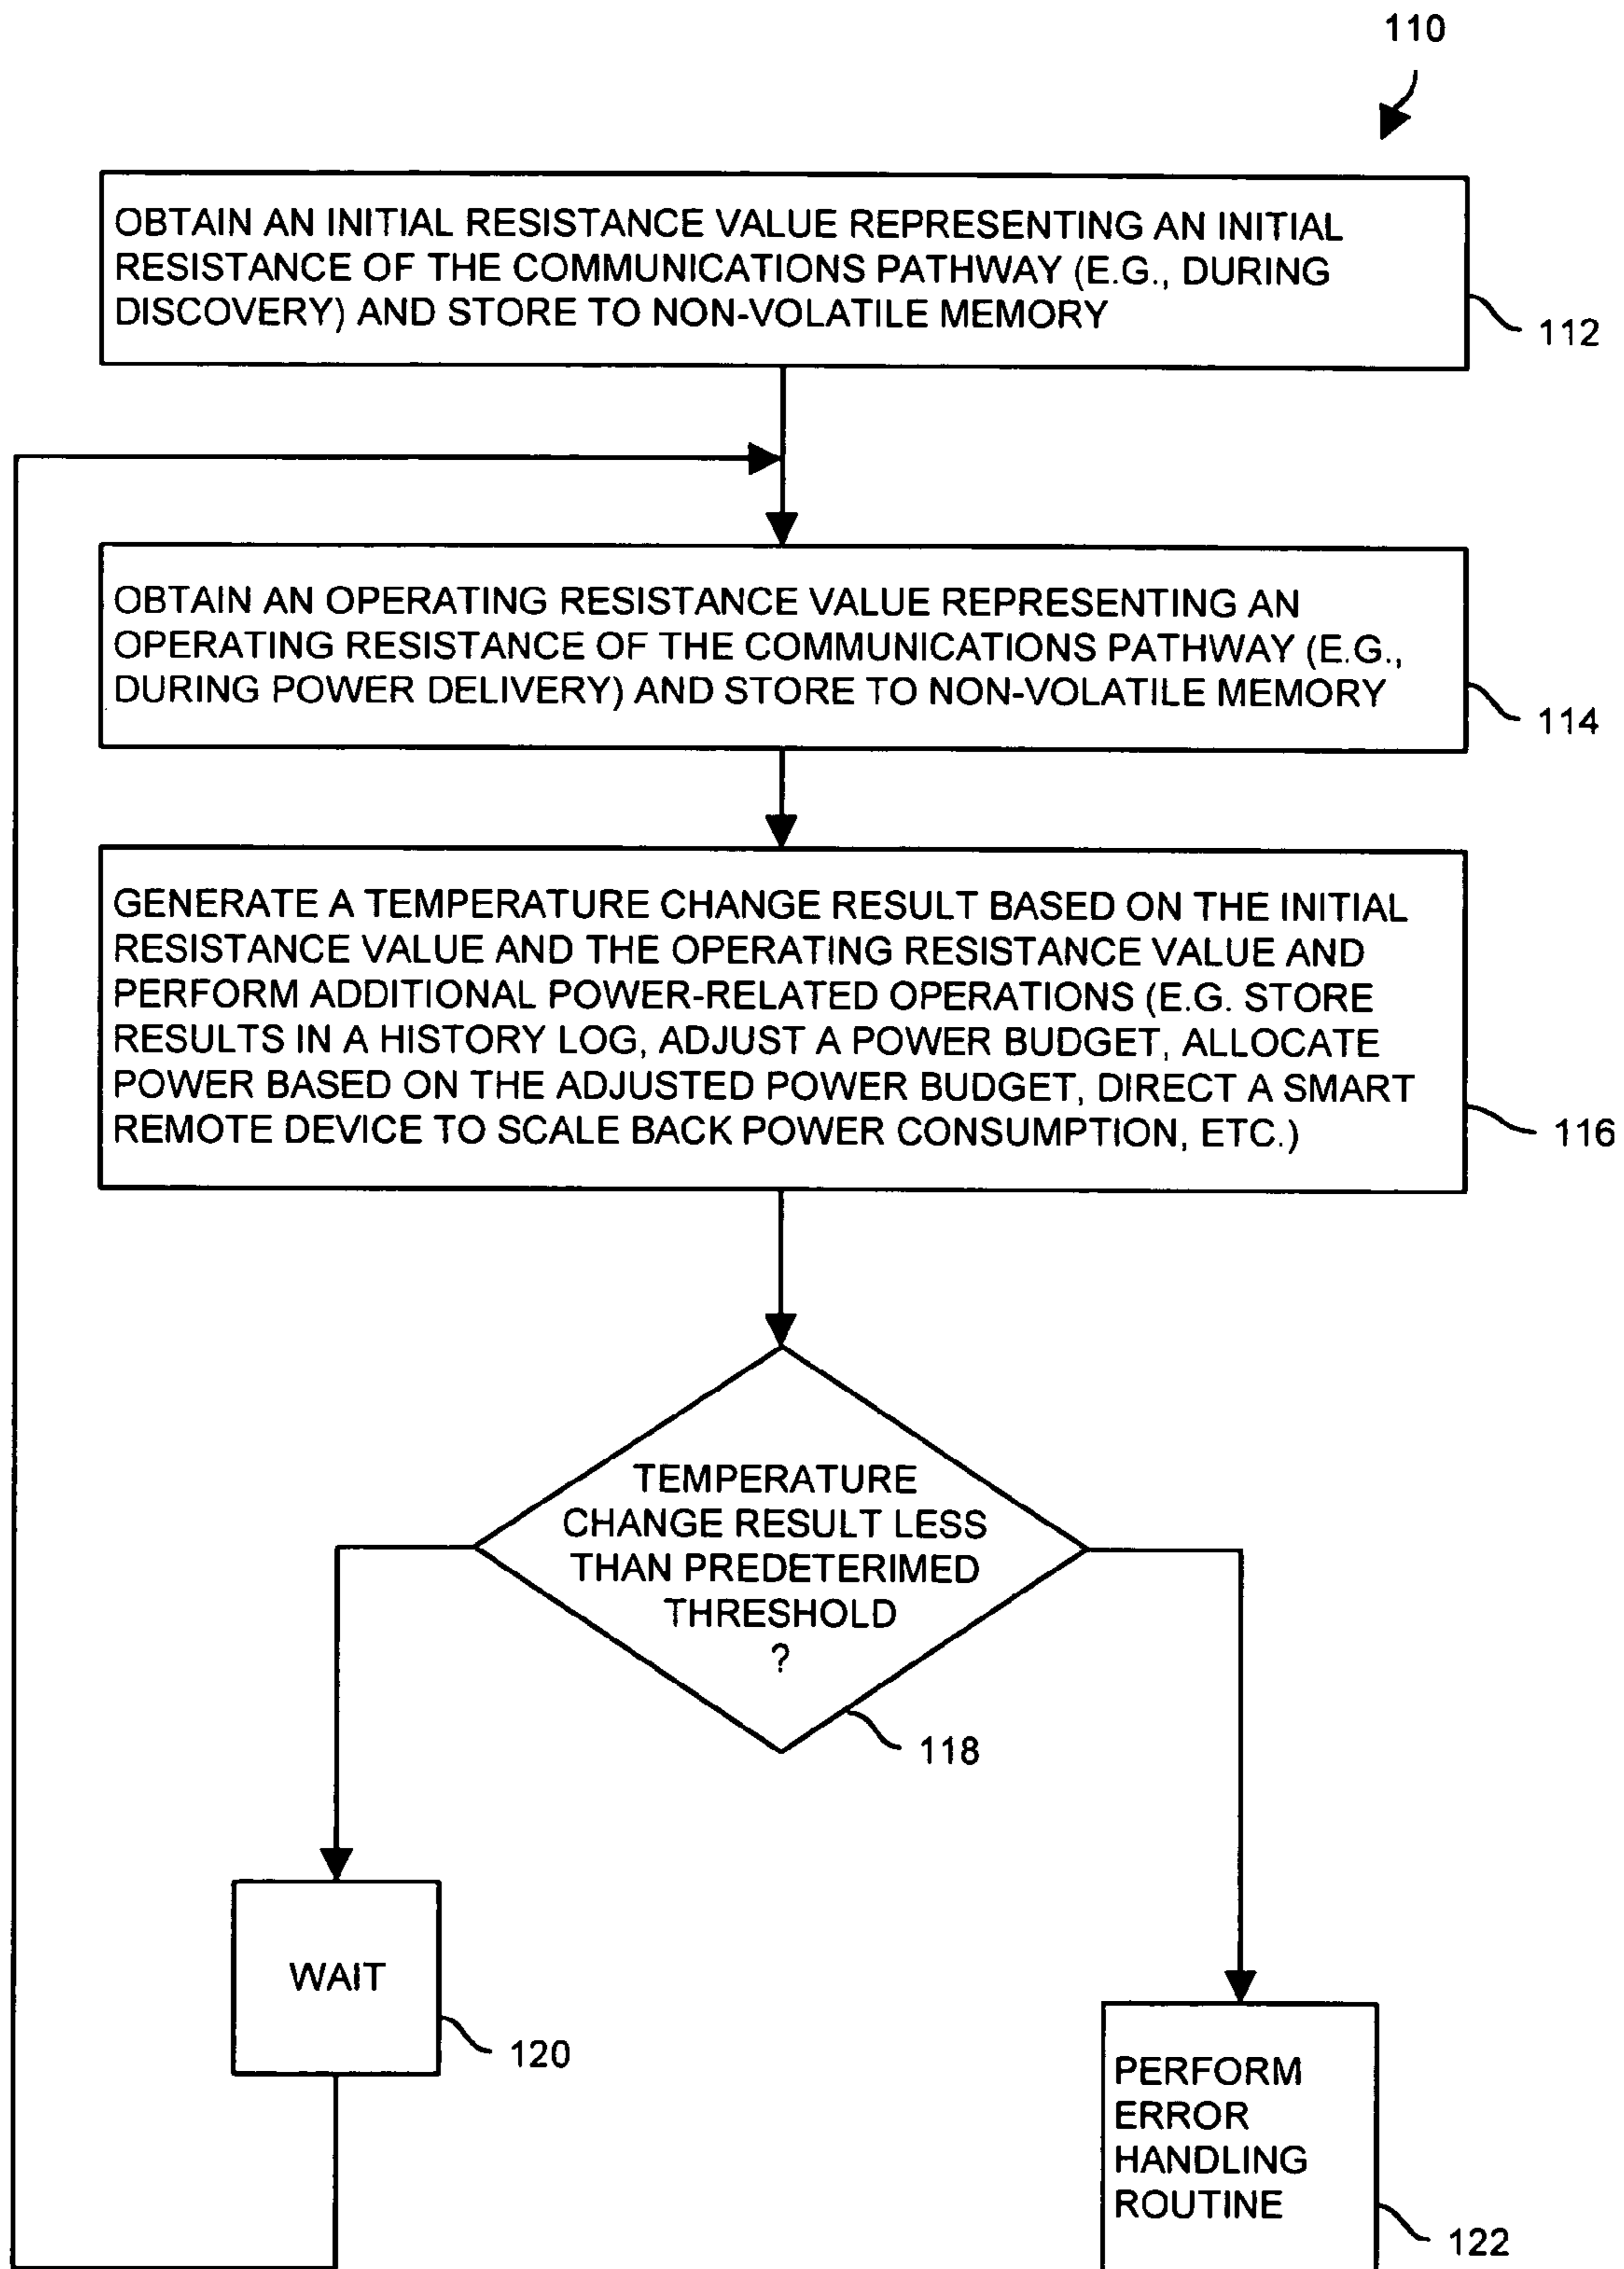 110
OBTAIN AN INITIAL RESISTANCE VALUE REPRESENTING AN INITIAL
RESISTANCE OF THE COMMUNICATIONS PATHWAY (E.G., DURING
DISCOVERY) AND STORE TO NON-VOLATILE MEMORY
112
OBTAIN AN OPERATING RESISTANCE VALUE REPRESENTING AN
OPERATING RESISTANCE OF THE COMMUNICATIONS PATHWAY (E.G.,
DURING POWER DELIVERY) AND STORE TO NON-VOLATILE MEMORY
114
GENERATE A TEMPERATURE CHANGE RESULT BASED ON THE INITIAL
RESISTANCE VALUE AND THE OPERATING RESISTANCE VALUE AND
PERFORM ADDITIONAL POWER-RELATED OPERATIONS (E.G. STORE
RESULTS IN A HISTORY LOG, ADJUST A POWER BUDGET, ALLOCATE
POWER BASED ON THE ADJUSTED POWER BUDGET, DIRECT A SMART
REMOTE DEVICE TO SCALE BACK POWER CONSUMPTION, ETC.)
116
TEMPERATURE
CHANGE RESULT LESS
THAN PREDETERIMED
THRESHOLD
?
118
WAIT
120
PERFORM
ERROR
HANDLING
ROUTINE
122